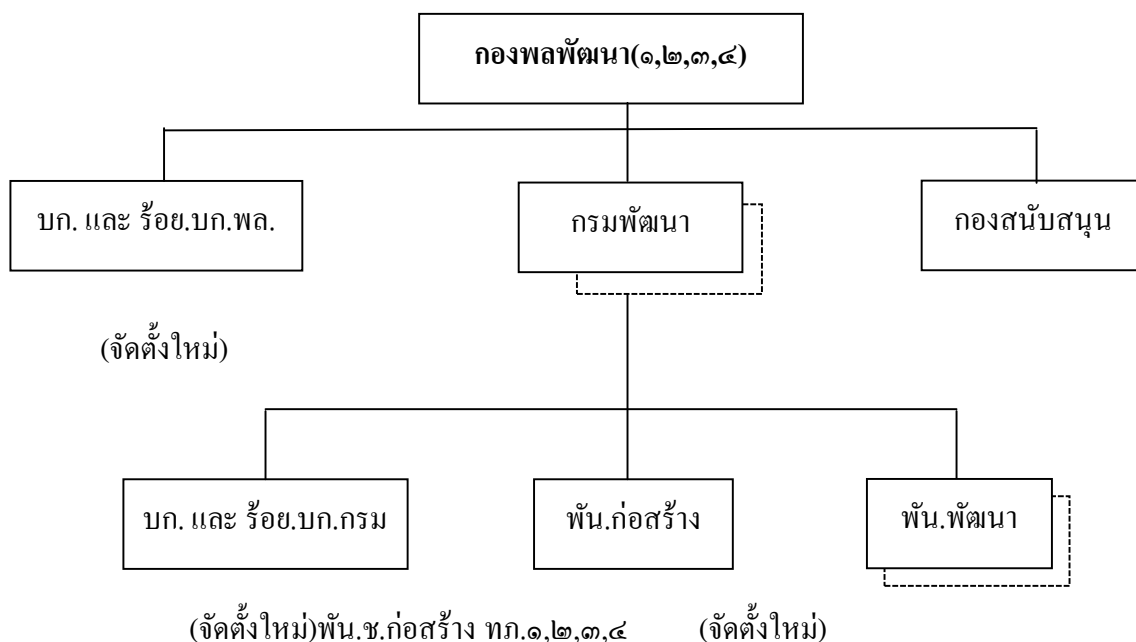 กองพลพัฒนา(๑,๒,๓,๔)
บก. และ ร้อย.บก.พล.
กรมพัฒนา
กองสนับสนุน
(จัดตั้งใหม่)
บก. และ ร้อย.บก.กรม
พัน.ก่อสร้าง
พัน.พัฒนา
(จัดตั้งใหม่)พัน.ช.ก่อสร้าง ทภ.๑,๒,๓,๔ (จัดตั้งใหม่)